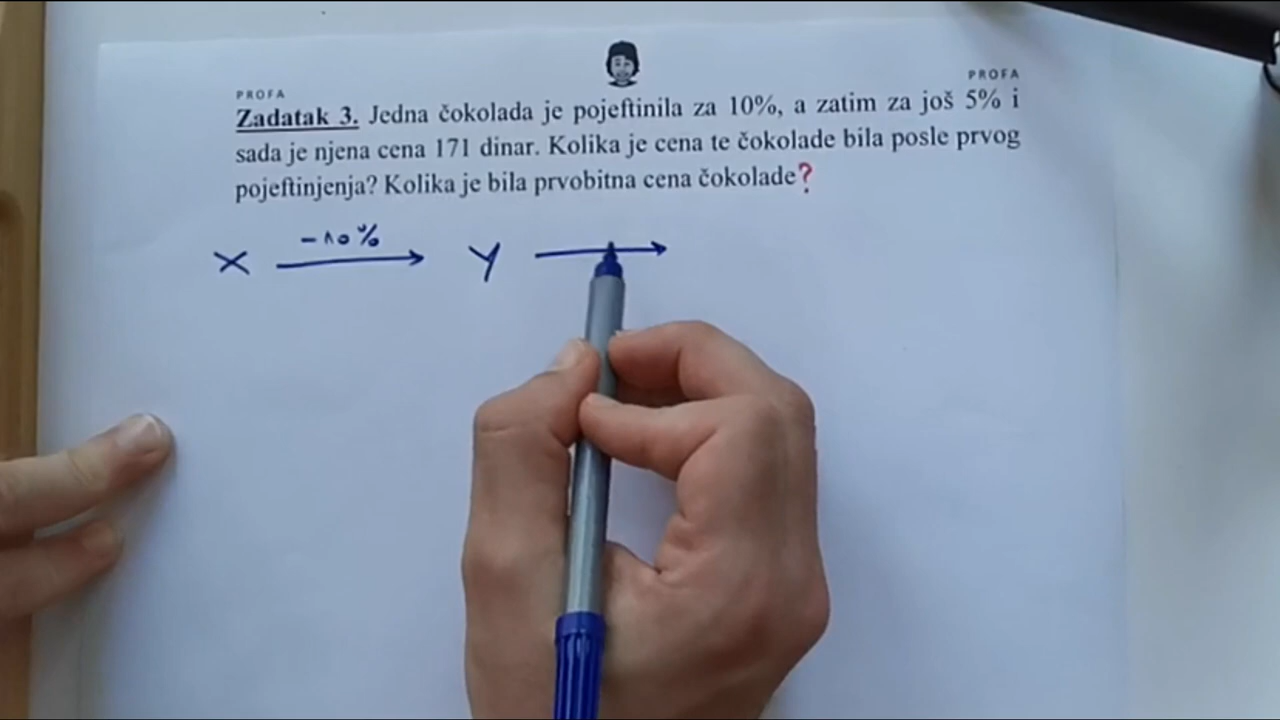 PROFA
PROFA
Zadatak 3. Jedna čokolada je pojeftinila za 10%, a zatim za još 5% i
sada je njena cena 171 dinar. Kolika je cena te čokolade bila posle prvog
pojeftinjenja? Kolika je bila prvobitna cena čokolade?
X -10% Y